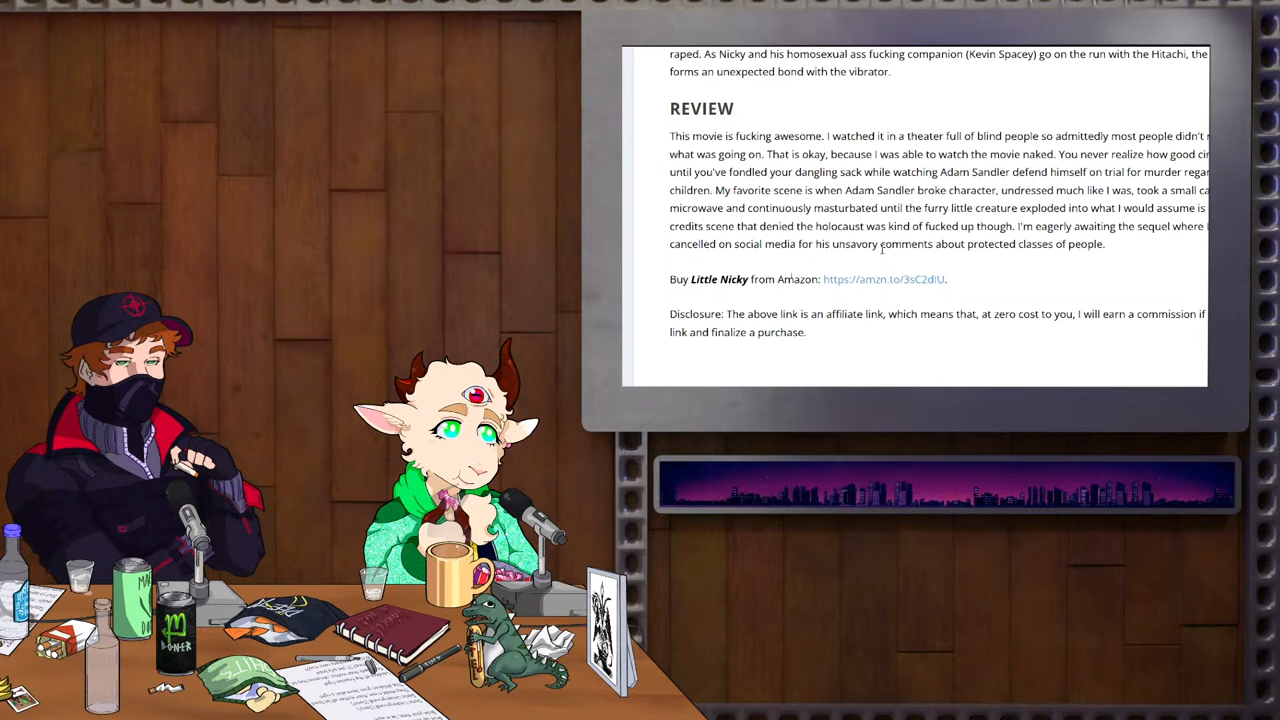 raped. As Nicky and his homosexual ass fucking companion (Kevin Spacey) go on the run with the Hitachi, the
forms an unexpected bond with the vibrator.
REVIEW
This movie is fucking awesome. I watched it in a theater full of blind people so admittedly most people didn't
what was going on. That is okay, because I was able to watch the movie naked. You never realize how good ci
until you've fondled your dangling sack while watching Adam Sandler defend himself on trial for murder regar
children. My favorite scene is when Adam Sandler broke character, undressed much like I was, took a small ca
microwave and continuously masturbated until the furry little creature exploded into what I would assume is
credits scene that denied the holocaust was kind of fucked up though. I'm eagerly awaiting the sequel where
cancelled on social media for his unsavory comments about protected classes of people.
Buy Little Nicky from Amazon: https://amzn.to/3sC2dIU.
Disclosure: The above link is an affiliate link, which means that, at zero cost to you, I will earn a commission if
link and finalize a purchase.
BONER